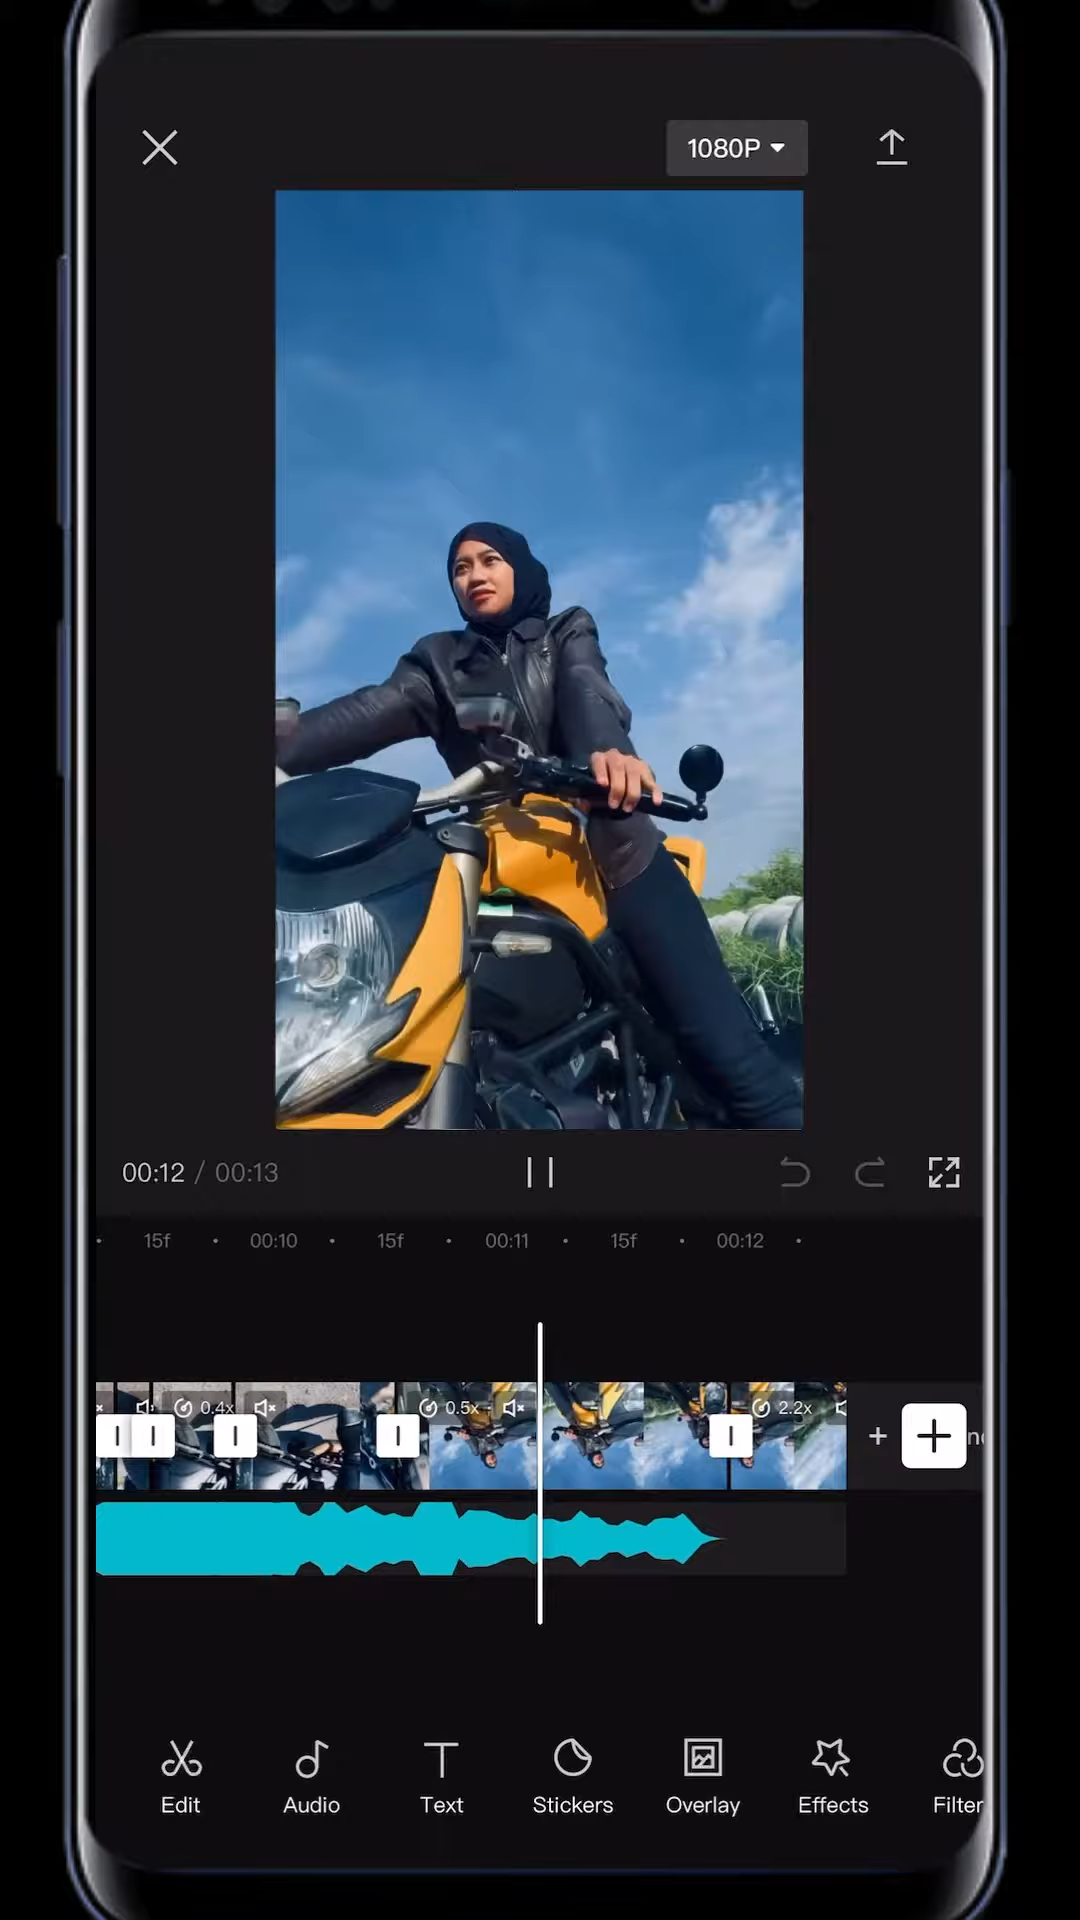 1080P
00:12 / 00:13
15f 00:10 15f 00:11 15f 00:12
0.4x 0.5x 2.2x
Edit Audio Text Stickers Overlay Effects Filter